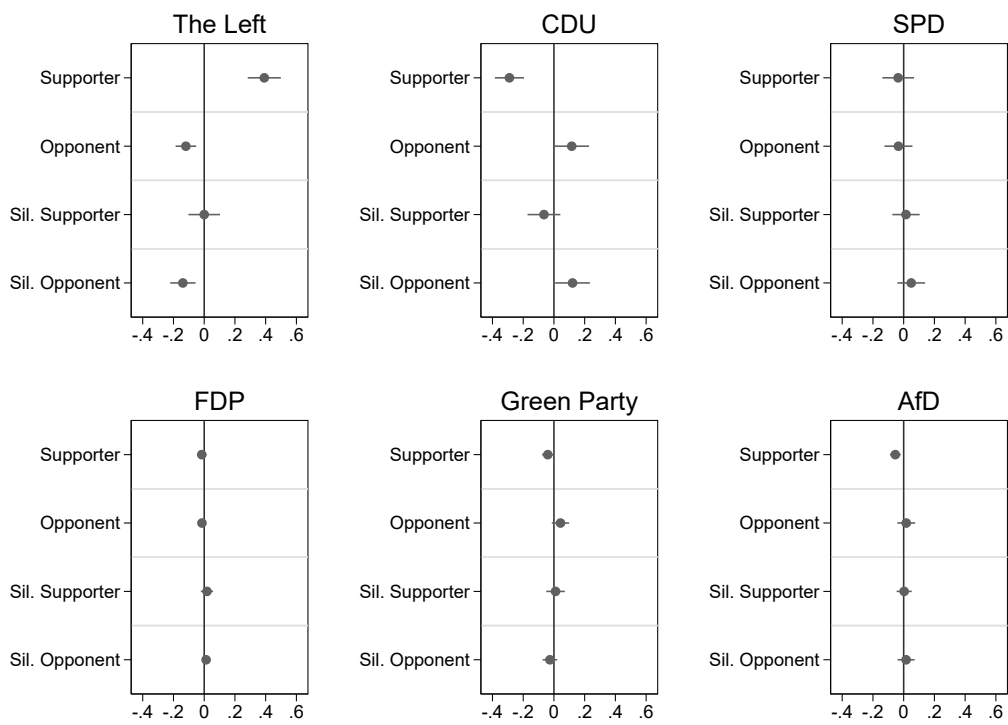 The Left
Supporter
Opponent
Sil. Supporter
Sil. Opponent
-.4 -.2 0 .2 .4 .6
CDU
Supporter
Opponent
Sil. Supporter
Sil. Opponent
-.4 -.2 0 .2 .4 .6
SPD
Supporter
Opponent
Sil. Supporter
Sil. Opponent
-.4 -.2 0 .2 .4 .6
FDP
Supporter
Opponent
Sil. Supporter
Sil. Opponent
-.4 -.2 0 .2 .4 .6
Green Party
Supporter
Opponent
Sil. Supporter
Sil. Opponent
-.4 -.2 0 .2 .4 .6
AfD
Supporter
Opponent
Sil. Supporter
Sil. Opponent
-.4 -.2 0 .2 .4 .6